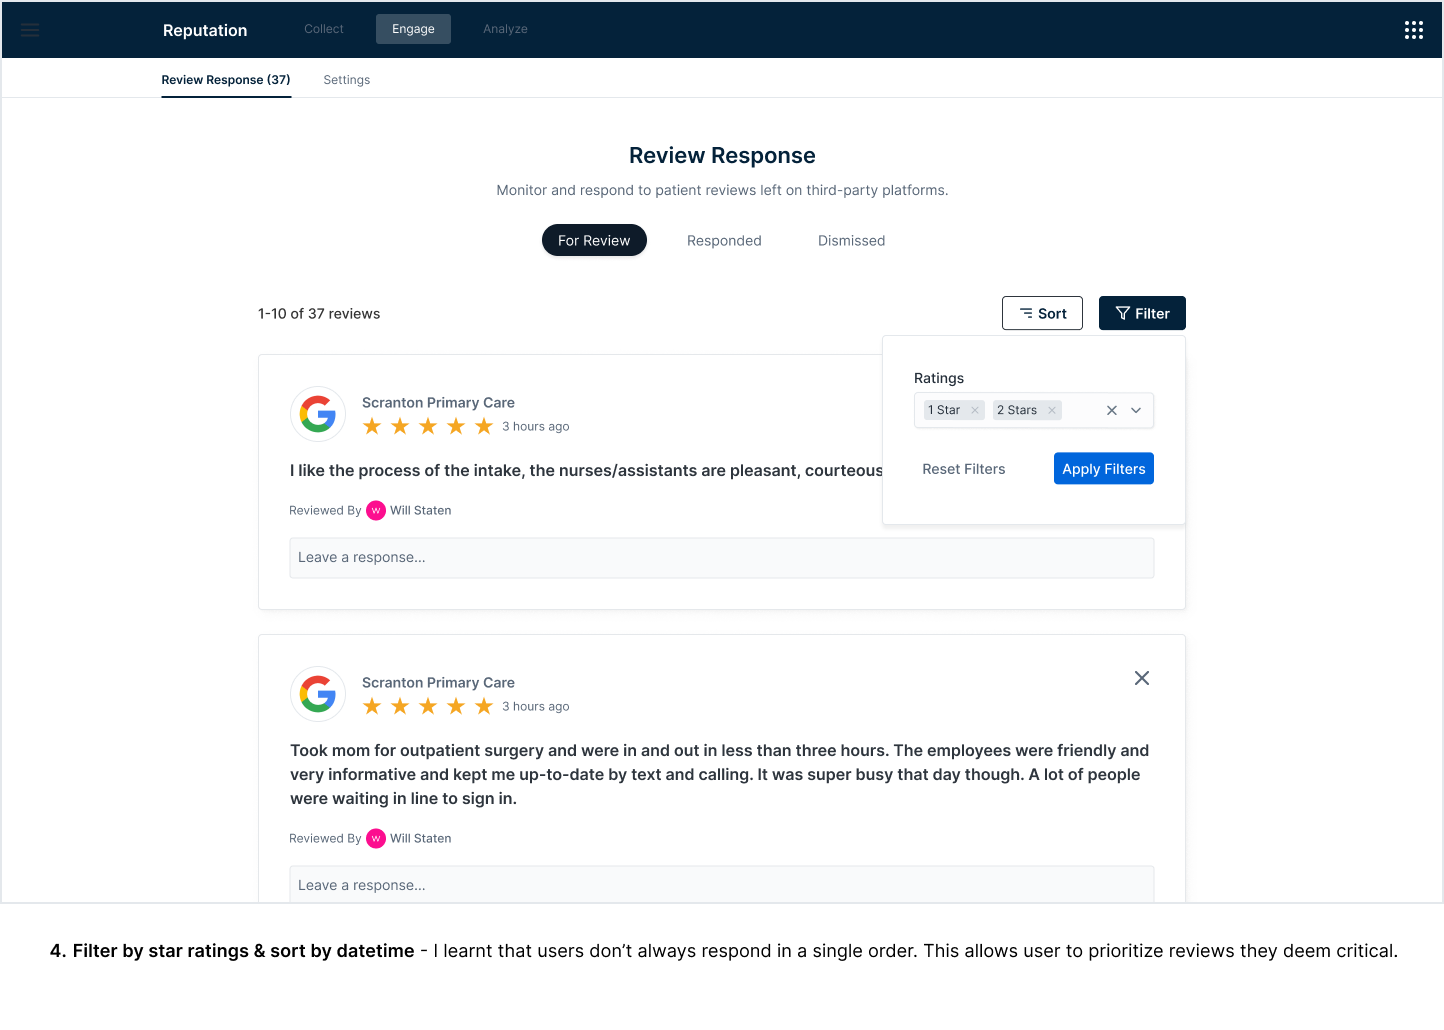 Reputation Collect Engage Analyze
Review Response (37) Settings
Review Response
Monitor and respond to patient reviews left on third-party platforms.
For Review Responded Dismissed
1-10 of 37 reviews Sort Filter
Ratings
1 Star 2 Stars
Reset Filters Apply Filters
Scranton Primary Care
3 hours ago
I like the process of the intake, the nurses/assistants are pleasant, courteous
Reviewed By W Will Staten
Leave a response...
Scranton Primary Care
3 hours ago
Took mom for outpatient surgery and were in and out in less than three hours. The employees were friendly and
very informative and kept me up-to-date by text and calling. It was super busy that day though. A lot of people
were waiting in line to sign in.
Reviewed By W Will Staten
Leave a response...
4. Filter by star ratings & sort by datetime - I learnt that users don’t always respond in a single order. This allows user to prioritize reviews they deem critical.